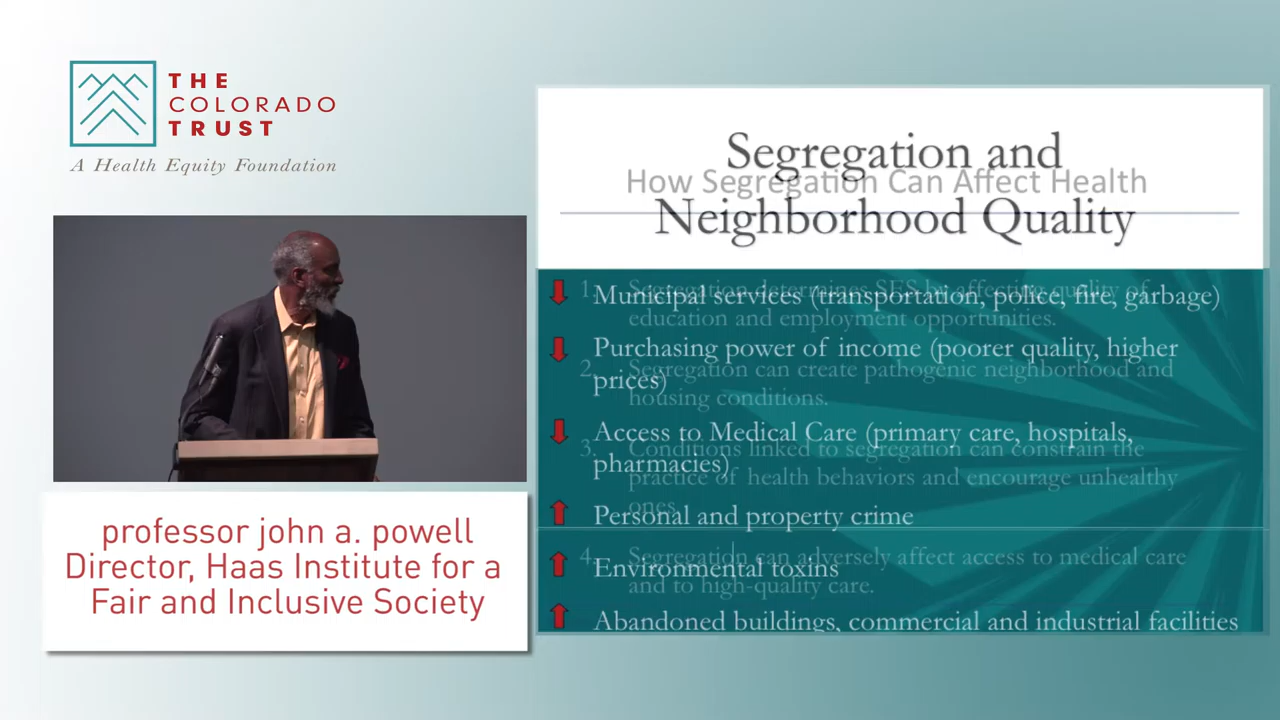 THE
COLORADO
TRUST
A Health Equity Foundation
professor john a. powell
Director, Haas Institute for a
Fair and Inclusive Society
Segregation and
Neighborhood Quality
Municipal services (transportation, police, fire, garbage)
Purchasing power of income (poorer quality, higher
prices)
Access to Medical Care (primary care, hospitals,
pharmacies)
Personal and property crime
Environmental toxins
Abandoned buildings, commercial and industrial facilities
How Segregation Can Affect Health
1. Segregation determines SES by affecting quality of
education and employment opportunities.
2. Segregation can create pathogenic neighborhood and
housing conditions.
3. Conditions linked to segregation can constrain the
practice of health behaviors and encourage unhealthy
ones.
4. Segregation can adversely affect access to medical care
and to high-quality care.